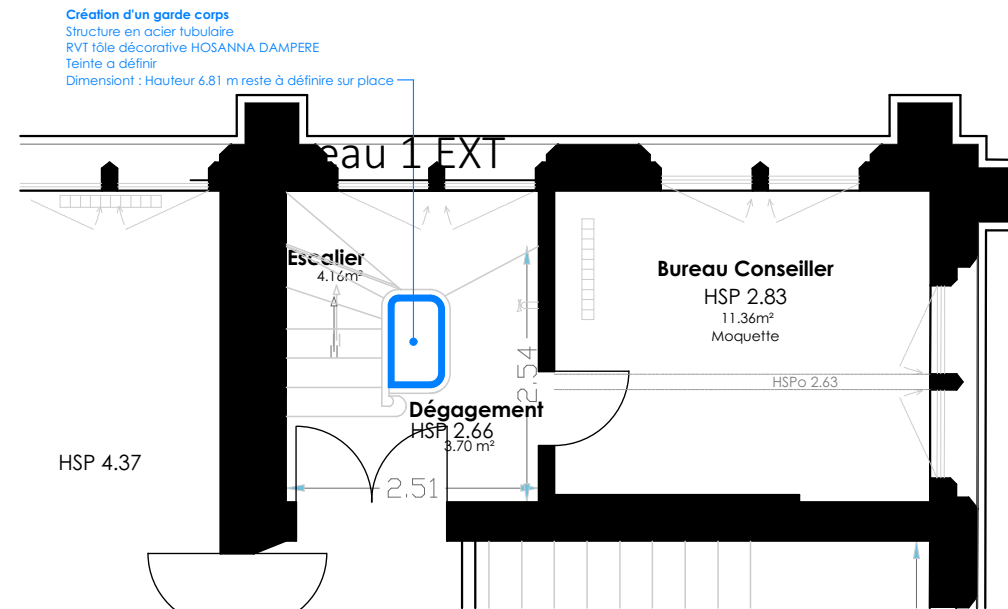 Création d'un garde corps
Structure en acier tubulaire
RVT tôle décorative HOSANNA DAMPERE
Teinte a définir
Dimensiont : Hauteur 6.81 m reste à définire sur place
eau 1 EXT
Escalier
4.16m²
Bureau Conseiller
HSP 2.83
11.36m²
Moquette
2.54
HSPo 2.63
Dégagement
HSP 2.66
3.70 m²
HSP 4.37
2.51